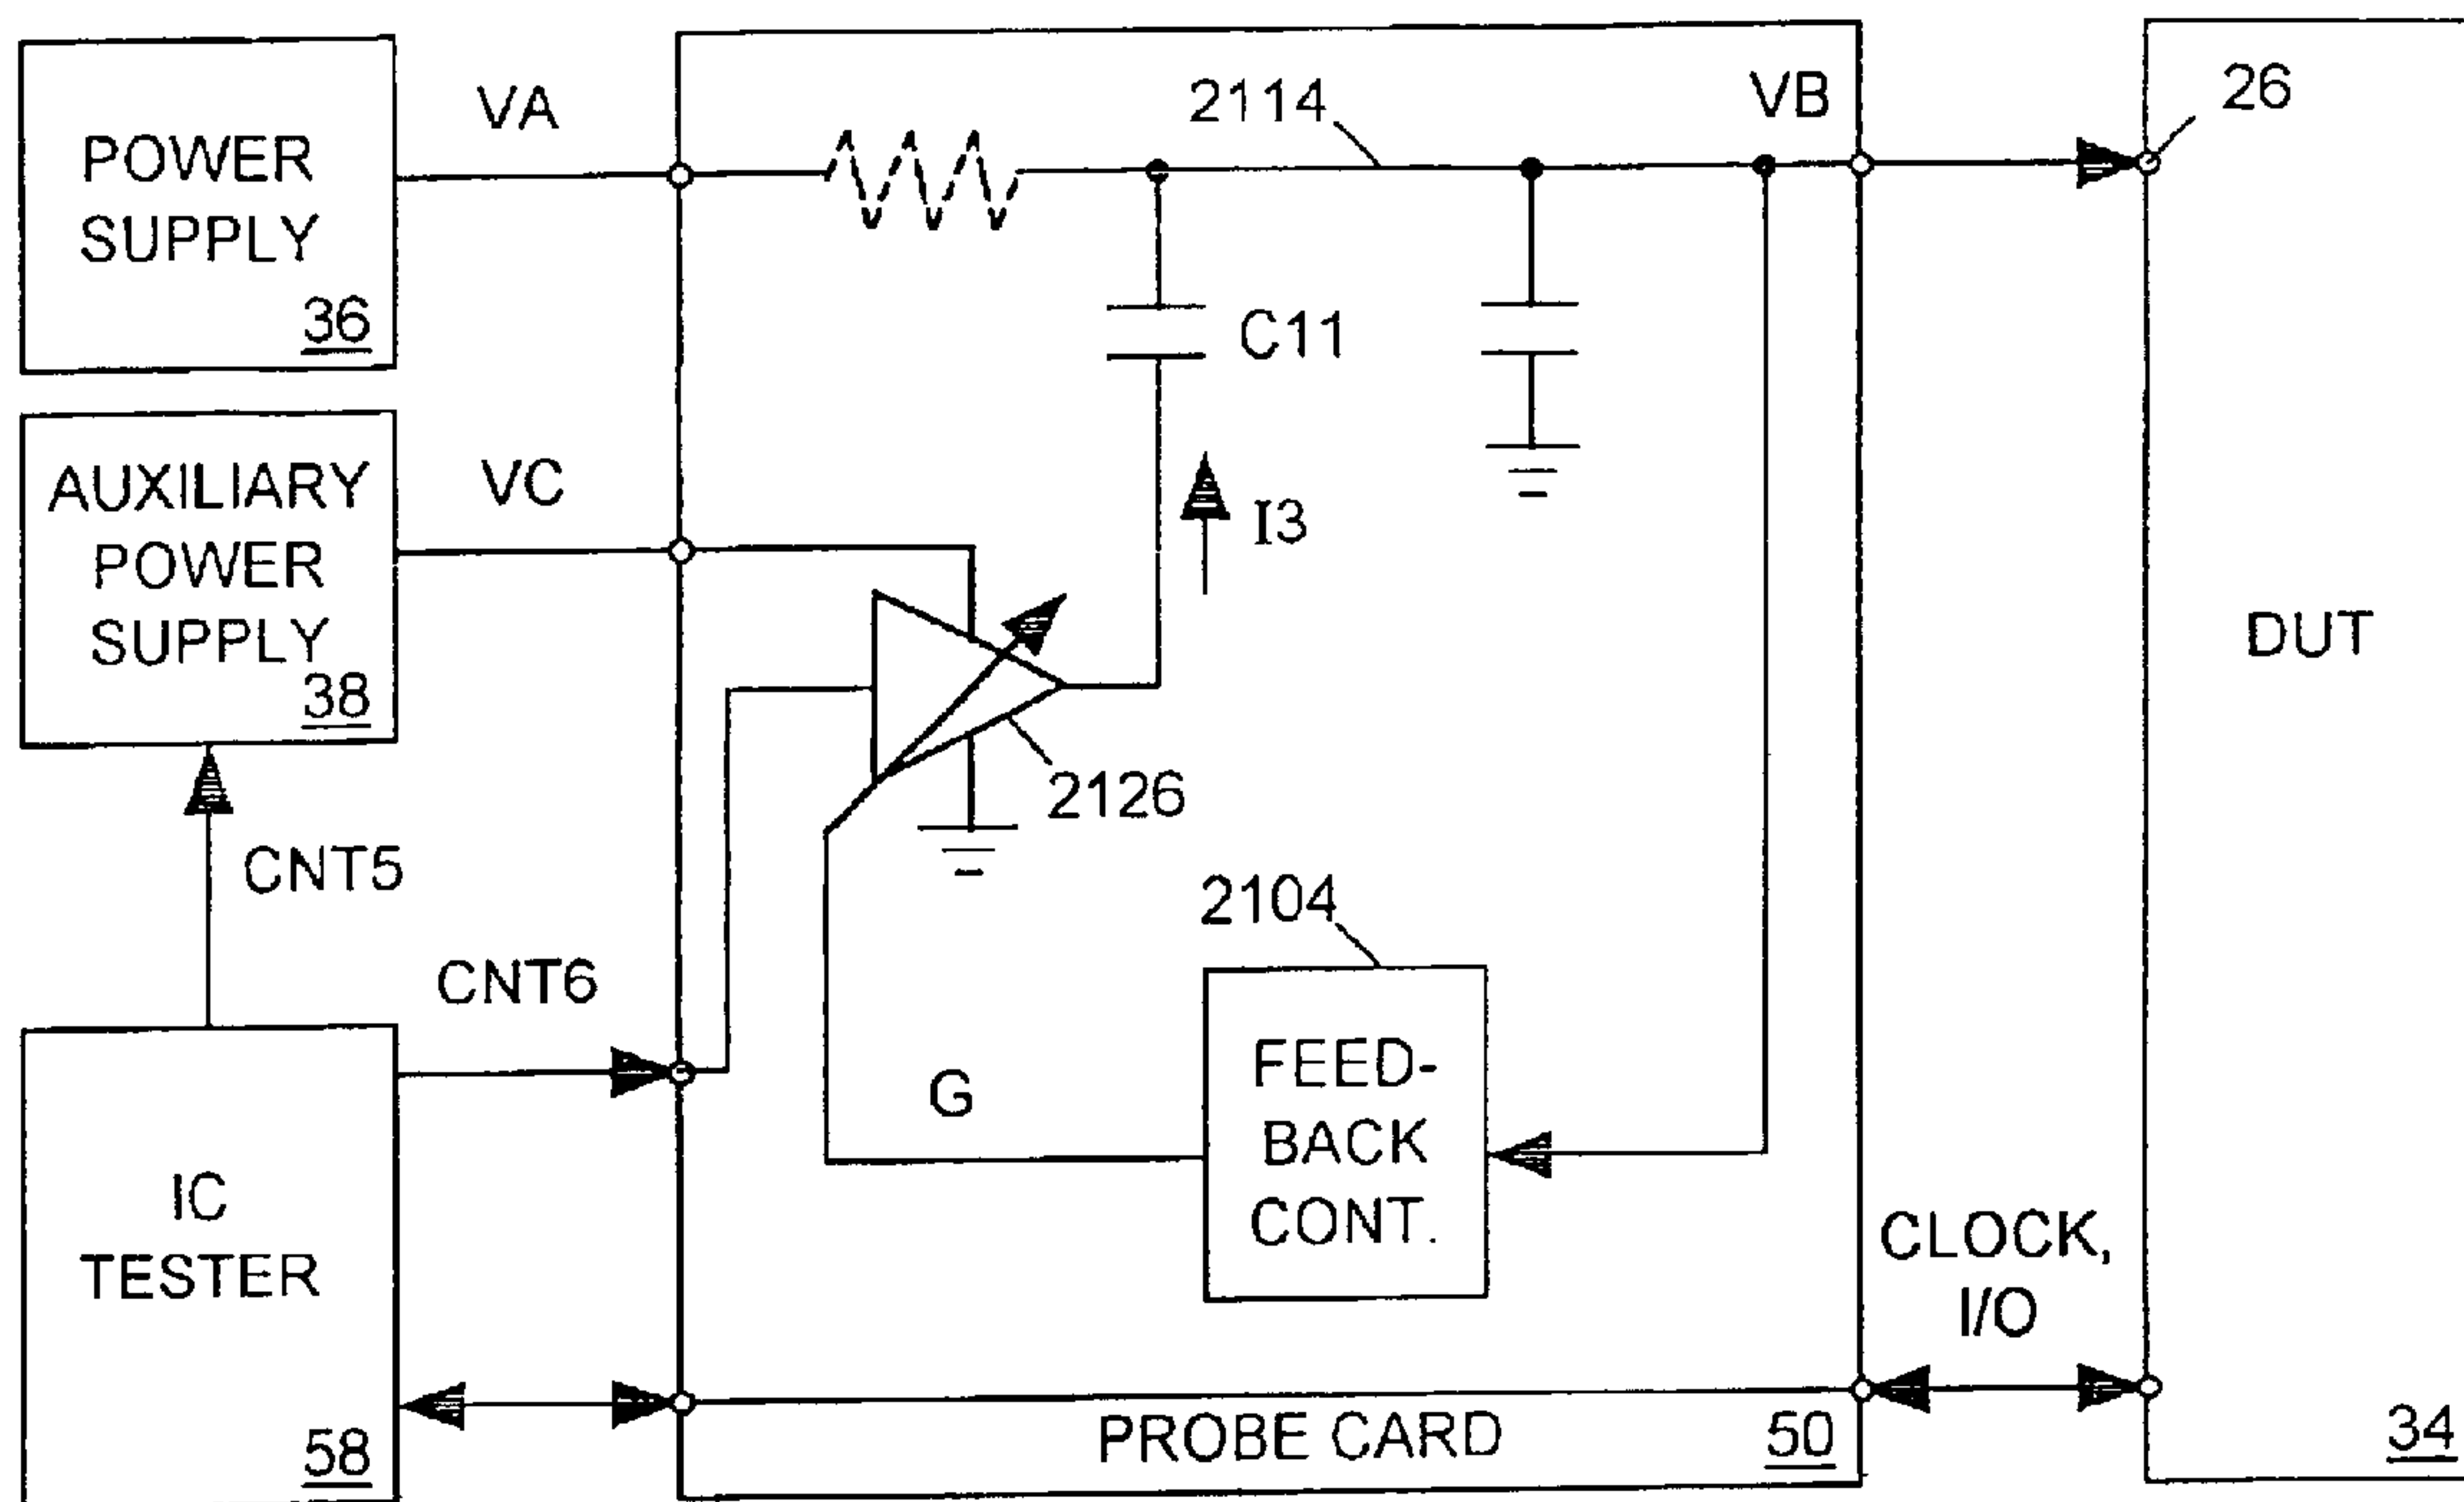 POWER
SUPPLY
36
VA
2114
VB
26
C11
AUXILIARY
POWER
SUPPLY
38
VC
I3
2126
DUT
CNT5
CNT6
2104
G
FEED-
BACK
CONT.
IC
TESTER
58
CLOCK,
I/O
PROBE CARD
50
34